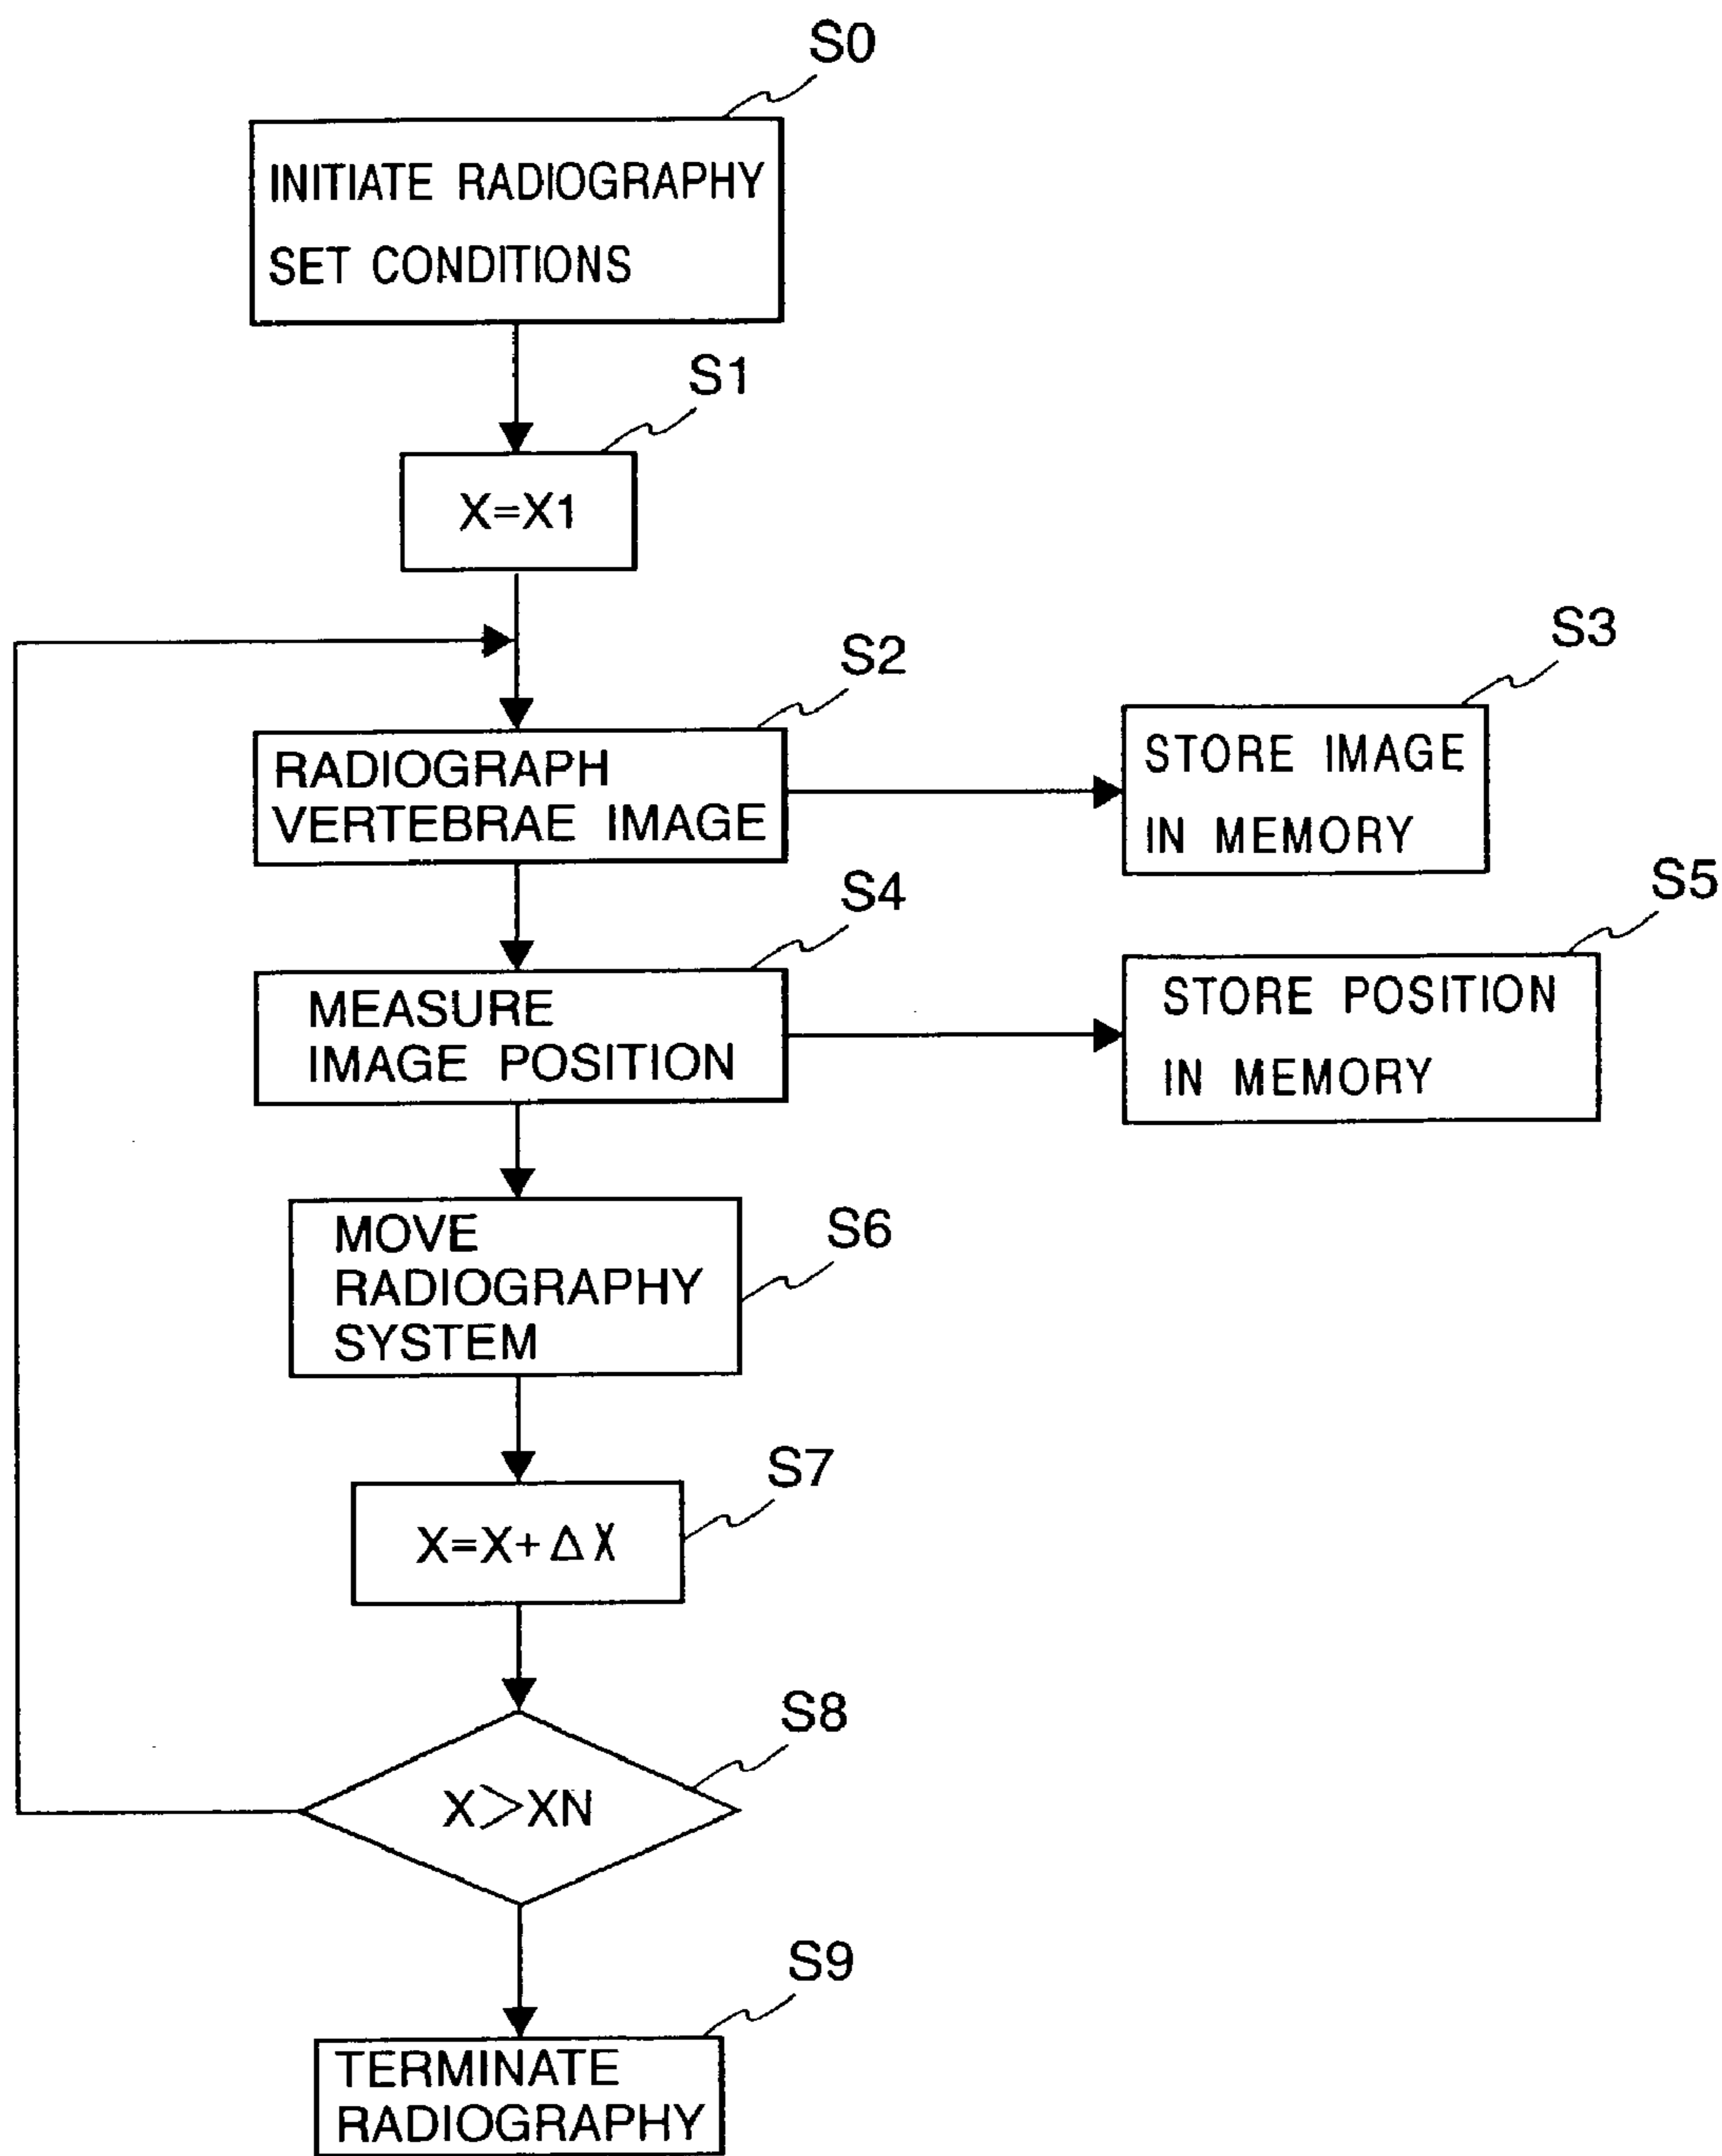 S0
INITIATE RADIOGRAPHY
SET CONDITIONS
S1
X=X1
S2
RADIOGRAPH
VERTEBRAE IMAGE
S3
STORE IMAGE
IN MEMORY
S4
MEASURE
IMAGE POSITION
S5
STORE POSITION
IN MEMORY
S6
MOVE
RADIOGRAPHY
SYSTEM
S7
X=X+ΔX
S8
X>XN
S9
TERMINATE
RADIOGRAPHY